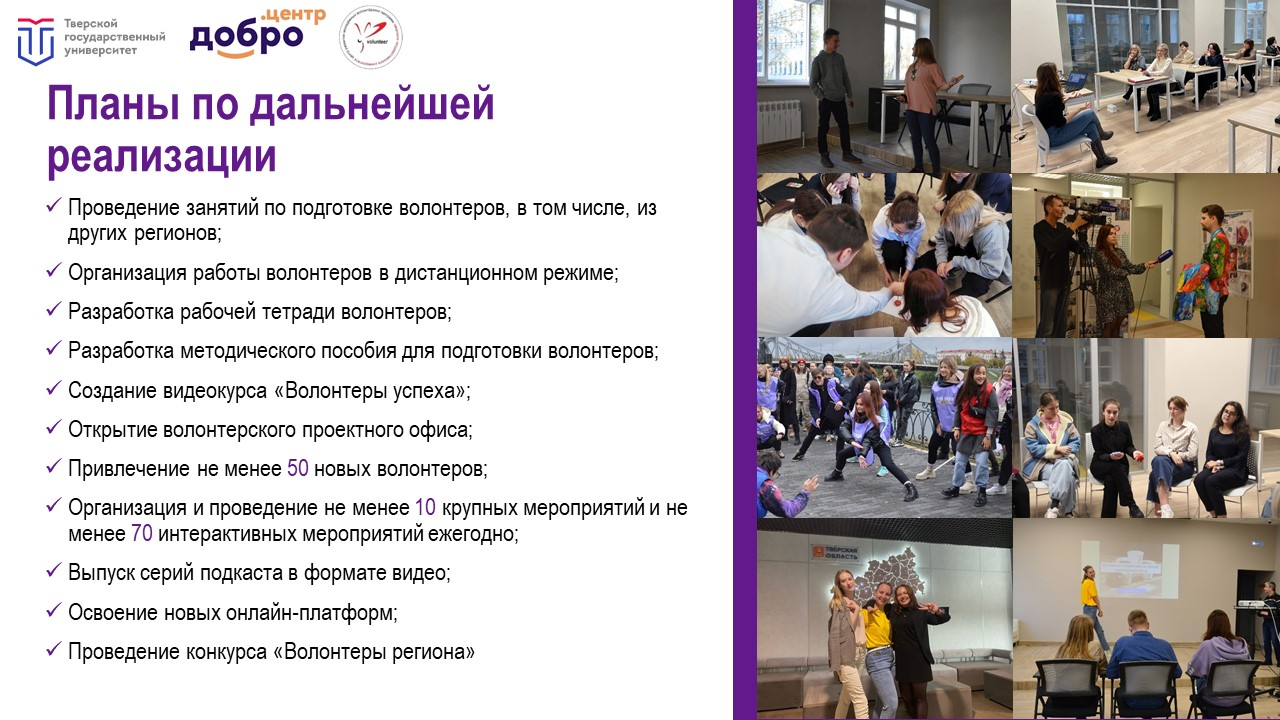 Тверской
государственный
университет
.центр
добро
volunteer
Планы по дальнейшей
реализации
Проведение занятий по подготовке волонтеров, в том числе, из
других регионов;
Организация работы волонтеров в дистанционном режиме;
Разработка рабочей тетради волонтеров;
Разработка методического пособия для подготовки волонтеров;
Создание видеокурса «Волонтеры успеха»;
Открытие волонтерского проектного офиса;
Привлечение не менее 50 новых волонтеров;
Организация и проведение не менее 10 крупных мероприятий и не
менее 70 интерактивных мероприятий ежегодно;
Выпуск серий подкаста в формате видео;
Освоение новых онлайн-платформ;
Проведение конкурса «Волонтеры региона»
ТВЕРСКАЯ
ОБЛАСТЬ